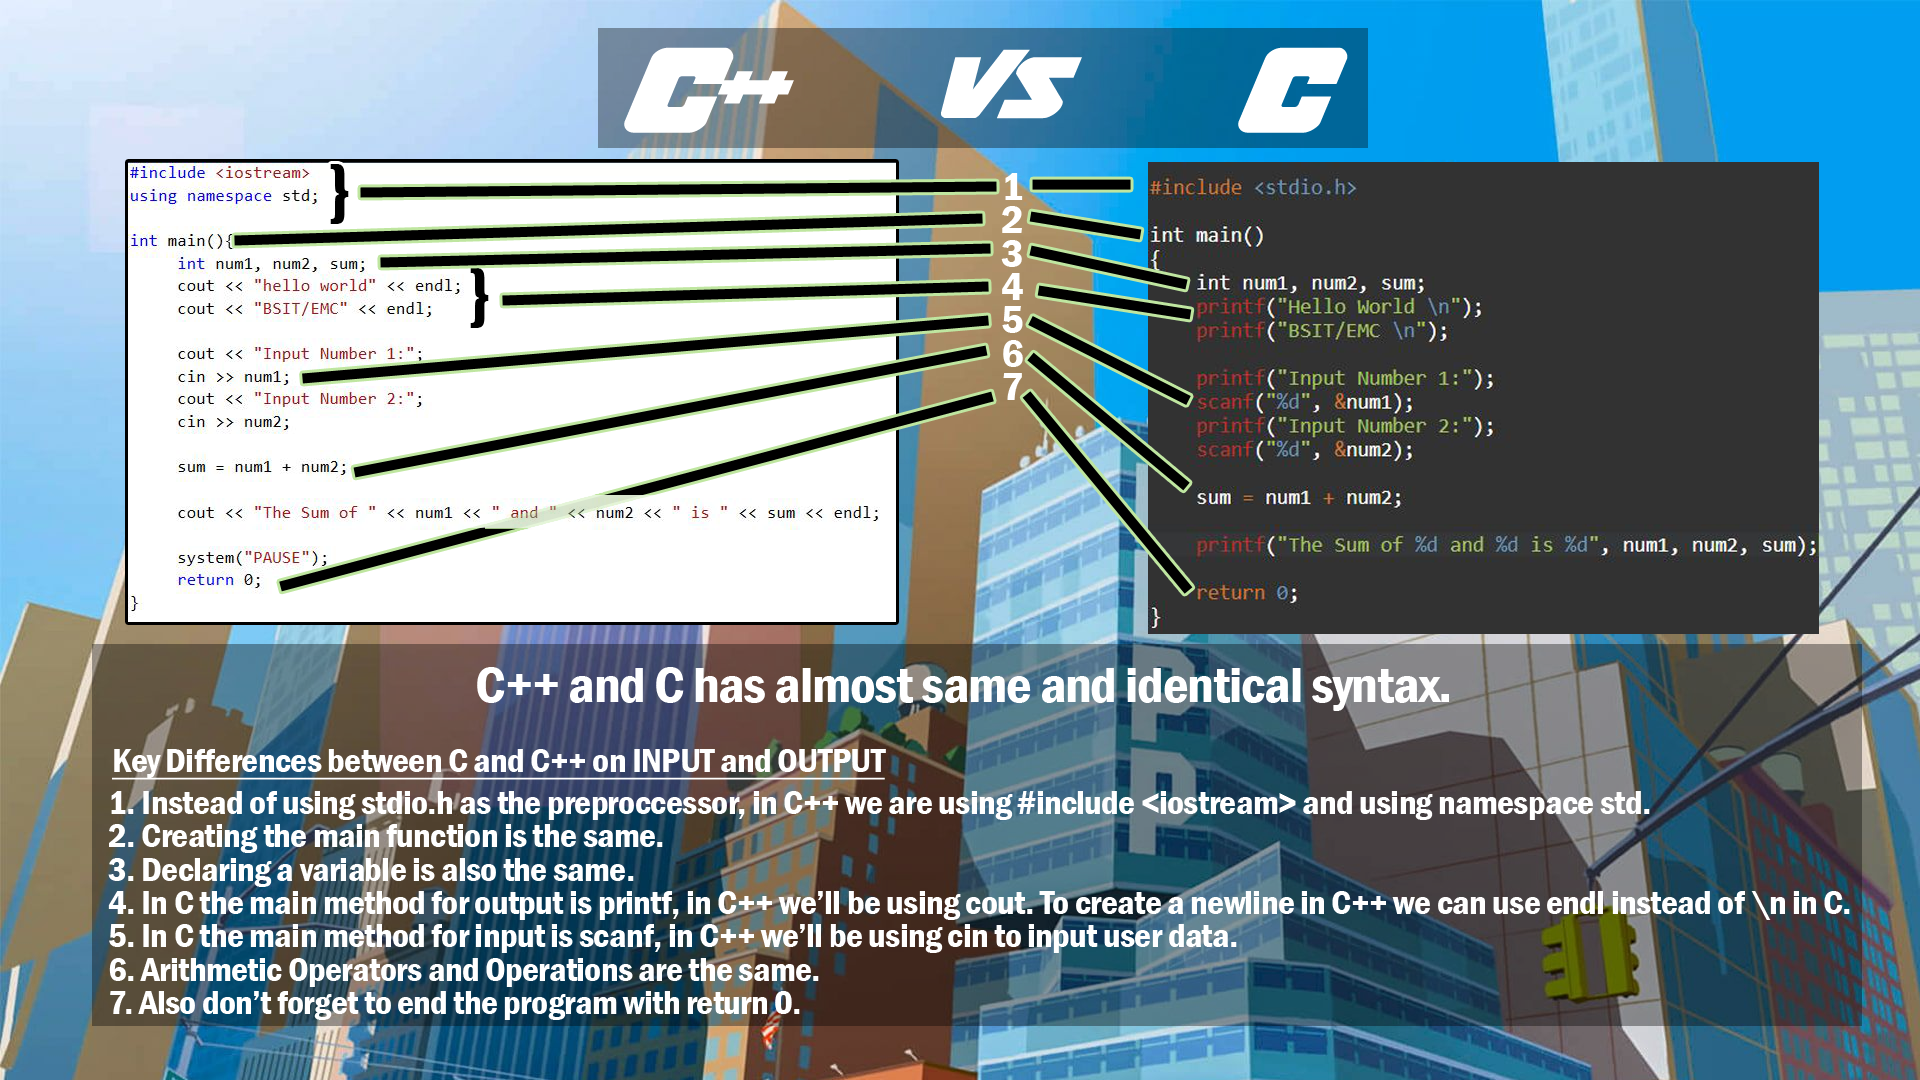 C++ VS C
#include <iostream>
using namespace std;
int main(){
int num1, num2, sum;
cout << "hello world" << endl;
cout << "BSIT/EMC" << endl;
cout << "Input Number 1:";
cin >> num1;
cout << "Input Number 2:";
cin >> num2;
sum = num1 + num2;
cout << "The Sum of " << num1 << " and " << num2 << " is " << sum << endl;
system("PAUSE");
return 0;
}
1
2
3
4
5
6
7
#include <stdio.h>
int main()
{
int num1, num2, sum;
printf("Hello World \n");
printf("BSIT/EMC \n");
printf("Input Number 1:");
scanf("%d", &num1);
printf("Input Number 2:");
scanf("%d", &num2);
sum = num1 + num2;
printf("The Sum of %d and %d is %d", num1, num2, sum);
return 0;
}
C++ and C has almost same and identical syntax.
Key Differences between C and C++ on INPUT and OUTPUT
1. Instead of using stdio.h as the preproccessor, in C++ we are using #include <iostream> and using namespace std.
2. Creating the main function is the same.
3. Declaring a variable is also the same.
4. In C the main method for output is printf, in C++ we'll be using cout. To create a newline in C++ we can use endl instead of \n in C.
5. In C the main method for input is scanf, in C++ we'll be using cin to input user data.
6. Arithmetic Operators and Operations are the same.
7. Also don't forget to end the program with return 0.